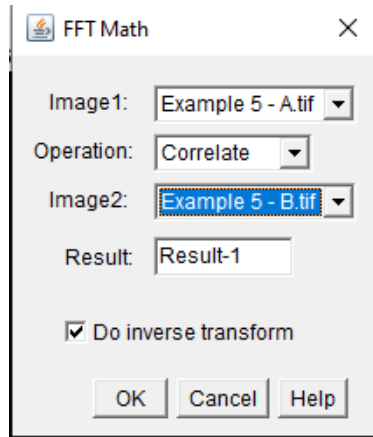 FFT Math
Image1: Example 5 - A.tif
Operation: Correlate
Image2: Example 5 - B.tif
Result: Result-1
Do inverse transform
OK Cancel Help